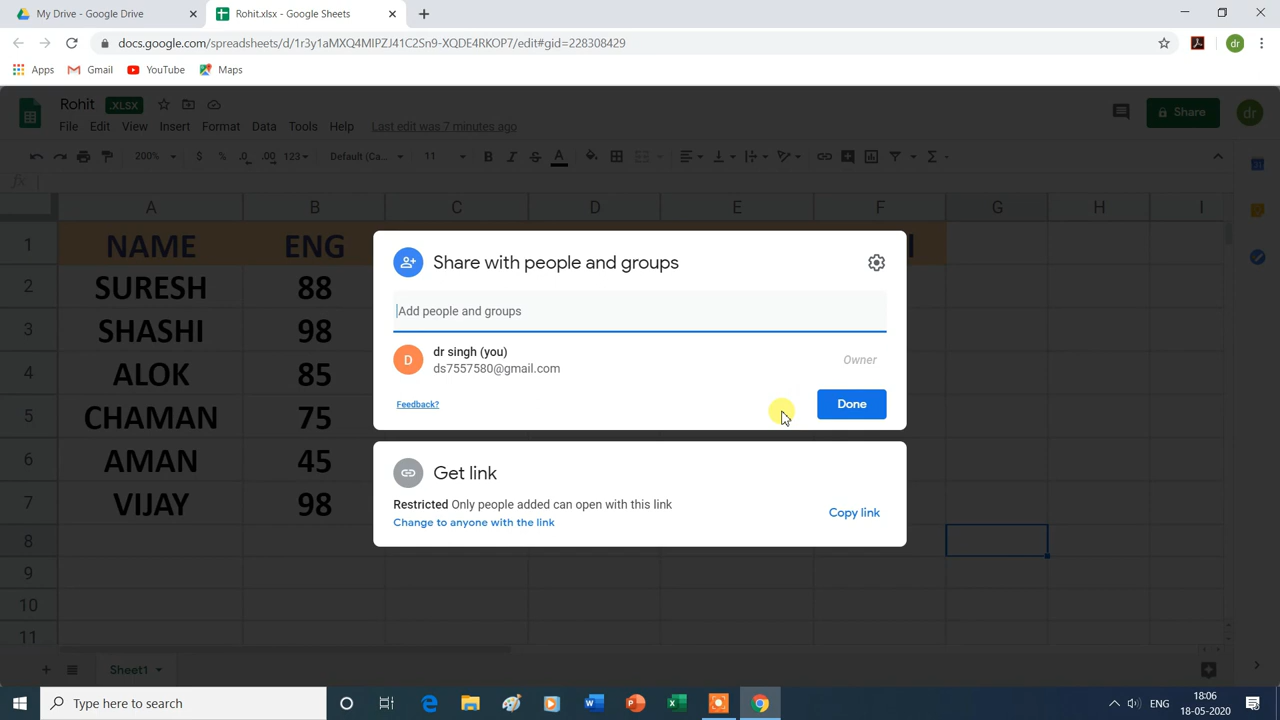 My Drive - Google Drive
Rohit.xlsx - Google Sheets
docs.google.com/spreadsheets/d/1r3y1aMXQ4MIPZJ41C2Sn9-XQDE4RKOP7/edit#gid=228308429
dr
Apps Gmail YouTube Maps
Rohit .XLSX
File Edit View Insert Format Data Tools Help Last edit was 7 minutes ago
Share
dr
200% $ % .0 .00 123 Default (Ca... 11 B I S A
fx
A B C D E F G H I
1 NAME ENG
2 SURESH 88
3 SHASHI 98
4 ALOK 85
5 CHAMAN 75
6 AMAN 45
7 VIJAY 98
8
9
10
11
Share with people and groups
Add people and groups
D dr singh (you)
ds7557580@gmail.com
Owner
Feedback?
Done
Get link
Restricted Only people added can open with this link
Change to anyone with the link
Copy link
Sheet1
Type here to search
ENG
18:06
18-05-2020